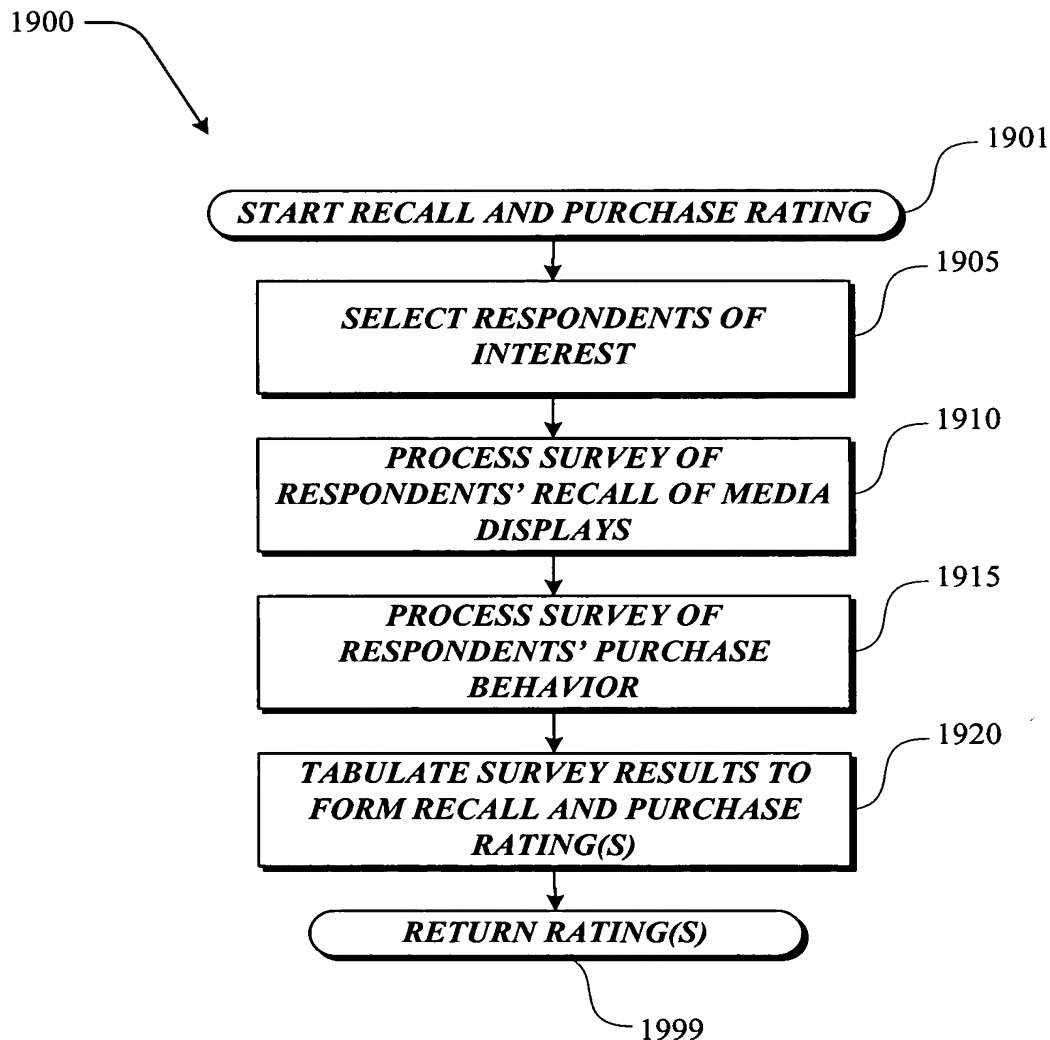 1900
1901
START RECALL AND PURCHASE RATING
1905
SELECT RESPONDENTS OF
INTEREST
1910
PROCESS SURVEY OF
RESPONDENTS' RECALL OF MEDIA
DISPLAYS
1915
PROCESS SURVEY OF
RESPONDENTS' PURCHASE
BEHAVIOR
1920
TABULATE SURVEY RESULTS TO
FORM RECALL AND PURCHASE
RATING(S)
RETURN RATING(S)
1999